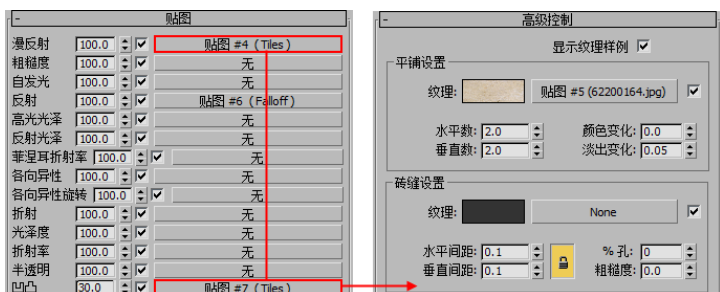 贴图
漫反射 100.0 贴图 #4 (Tiles)
粗糙度 100.0 无
自发光 100.0 无
反射 100.0 贴图 #6 (Falloff)
高光光泽 100.0 无
反射光泽 100.0 无
菲涅耳折射率 100.0 无
各向异性 100.0 无
各向异性旋转 100.0 无
折射 100.0 无
光泽度 100.0 无
折射率 100.0 无
半透明 100.0 无
凹凸 30.0 贴图 #7 (Tiles)
高级控制
显示纹理样例
平铺设置
纹理: 贴图 #5 (62200164.jpg)
水平数: 2.0 颜色变化: 0.0
垂直数: 2.0 淡出变化: 0.05
砖缝设置
纹理: None
水平间距: 0.1 % 孔: 0
垂直间距: 0.1 粗糙度: 0.0